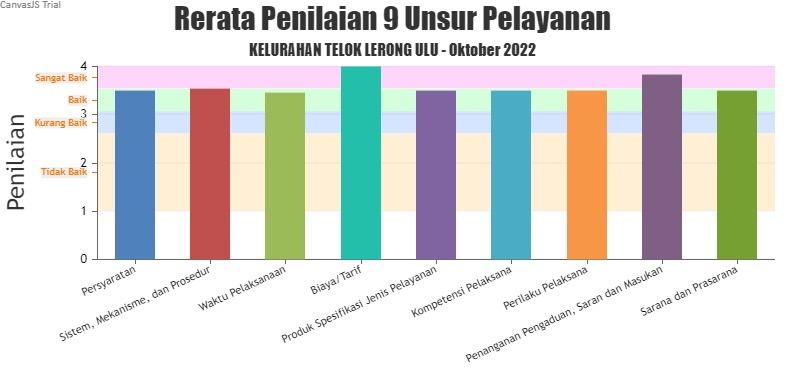 CanvasJS Trial
Rerata Penilaian 9 Unsur Pelayanan
KELURAHAN TELOK LERONG ULU - Oktober 2022
Penilaian
4
Sangat Baik
Baik
3
Kurang Baik
2
Tidak Baik
1
0
Persyaratan
Sistem, Mekanisme, dan Prosedur
Waktu Pelaksanaan
Biaya/Tarif
Produk Spesifikasi Jenis Pelayanan
Kompetensi Pelaksana
Perilaku Pelaksana
Penanganan Pengaduan, Saran dan Masukan
Sarana dan Prasarana